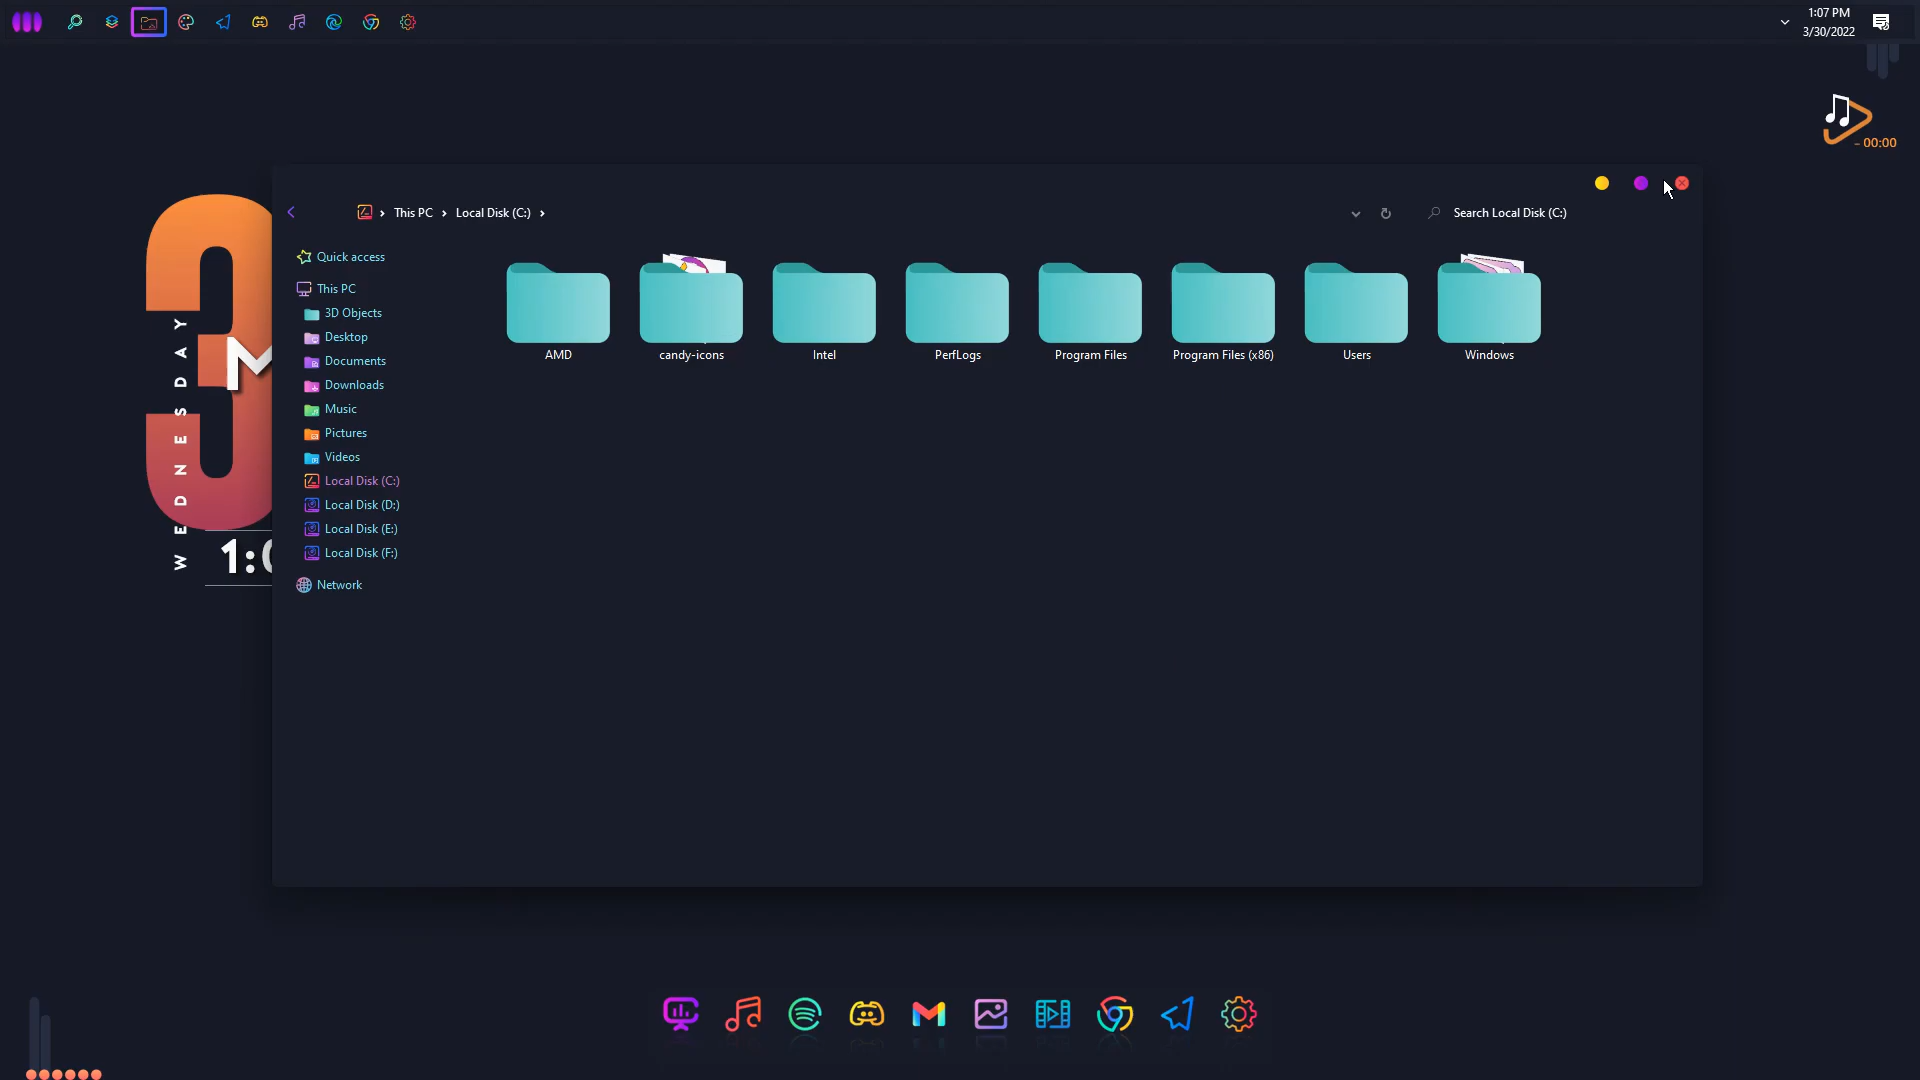 1:07 PM
3/30/2022
- 00:00
This PC
Local Disk (C:)
Search Local Disk (C:)
Quick access
This PC
3D Objects
Desktop
Documents
Downloads
Music
Pictures
Videos
Local Disk (C:)
Local Disk (D:)
Local Disk (E:)
Local Disk (F:)
Network
AMD
candy-icons
Intel
PerfLogs
Program Files
Program Files (x86)
Users
Windows
3
WEDNESDAY